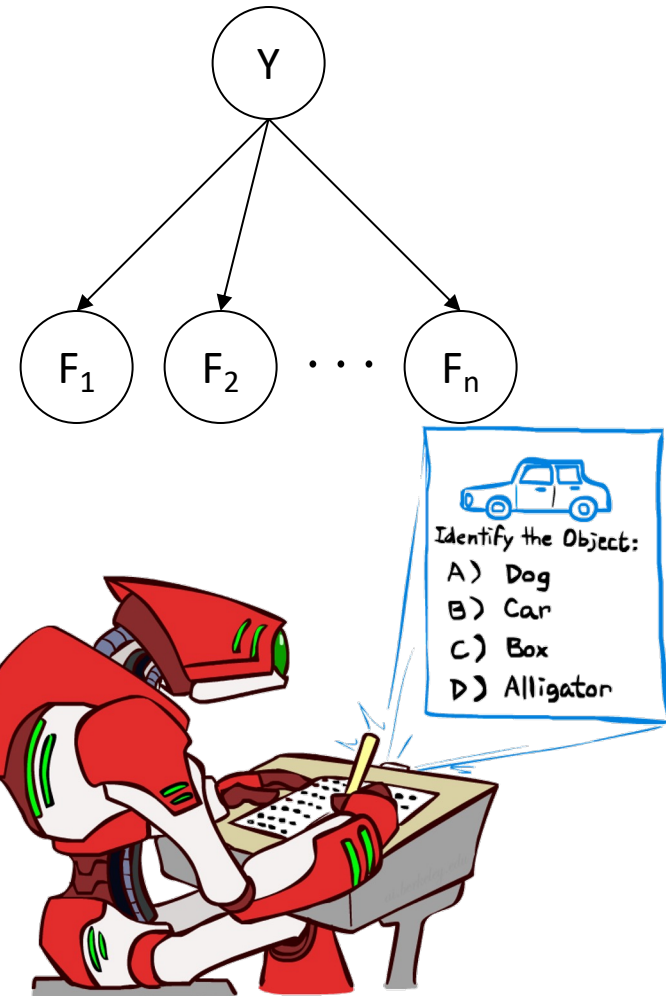 Y
F₁ F₂ · · · Fₙ
Identify the Object:
A) Dog
B) Car
C) Box
D) Alligator